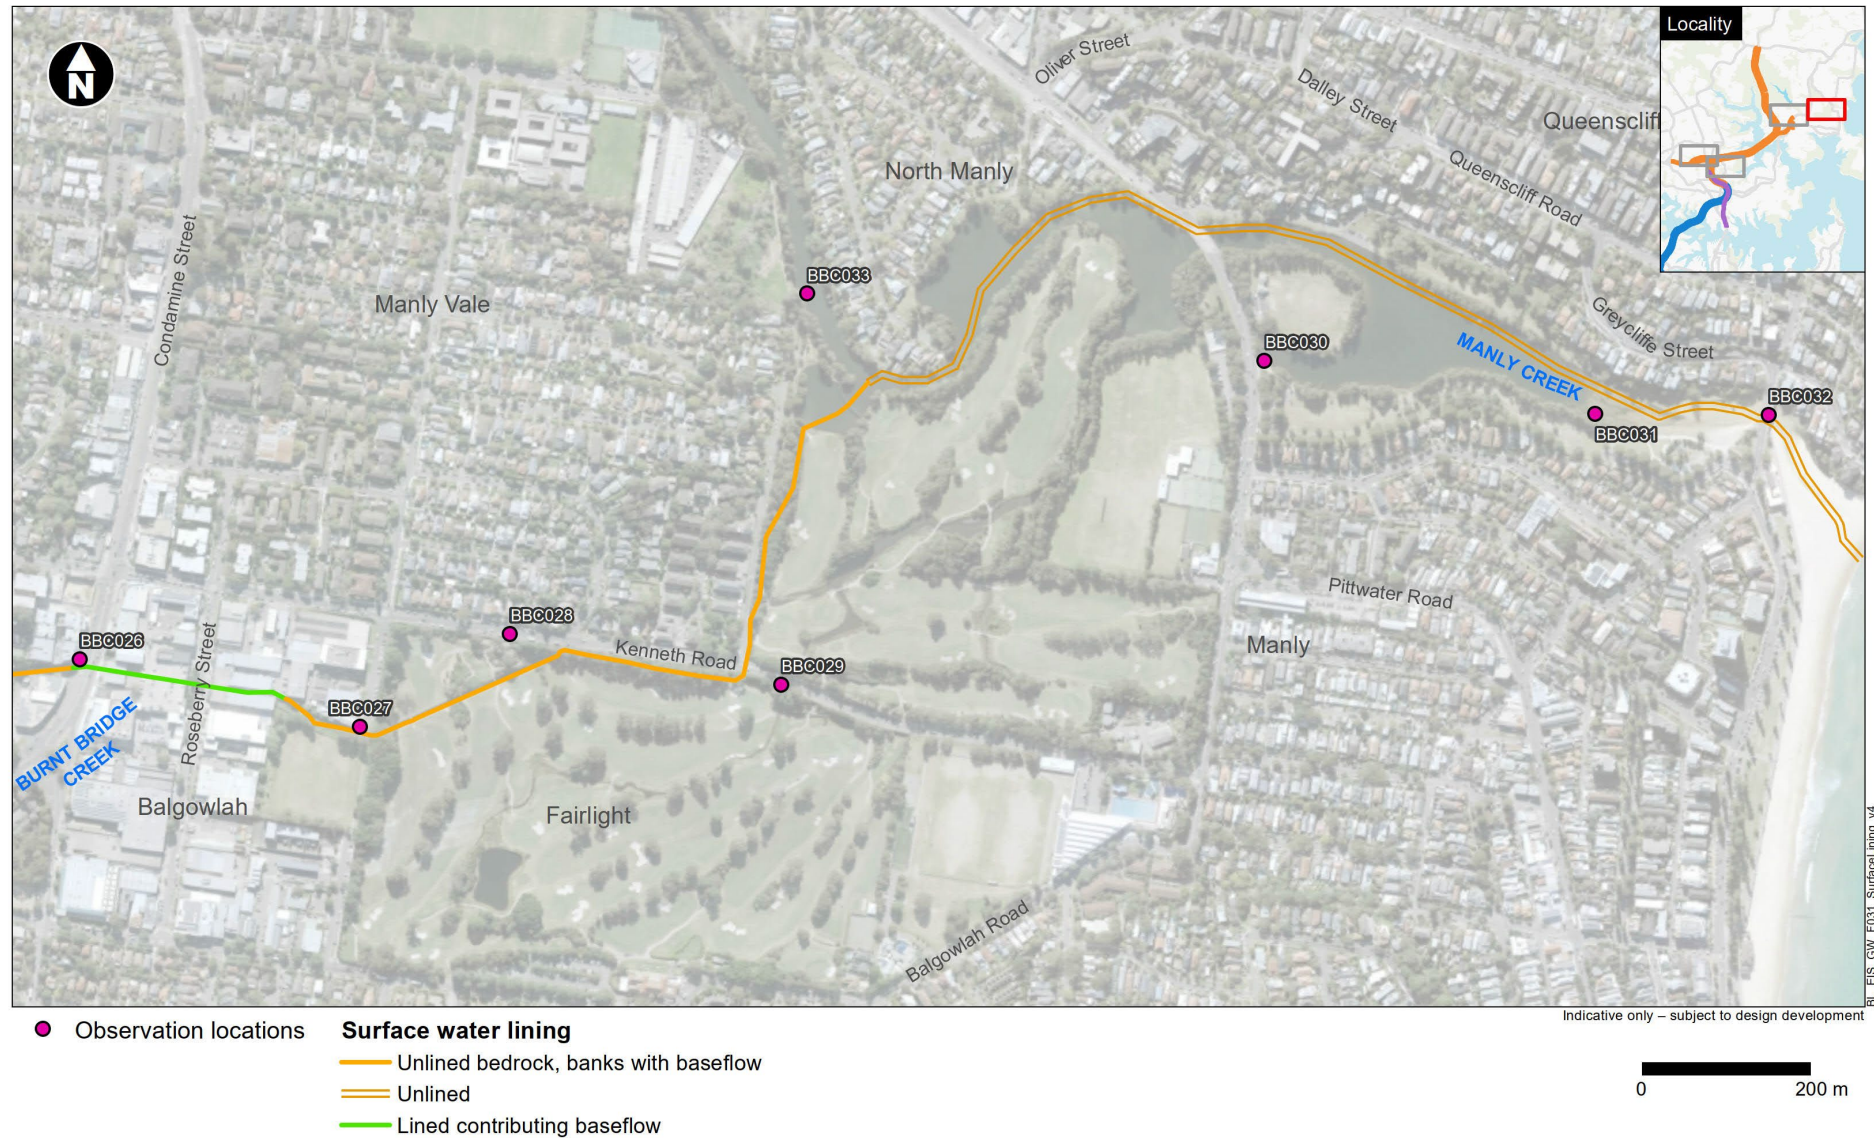 Locality
N
Oliver Street
Dalley Street
Queenscliff
North Manly
Queenscliff Road
Condamine Street
Manly Vale
BBC033
Greycliffe Street
BBC030
MANLY CREEK
BBC032
BBC031
Pittwater Road
BBC028
BBC026
Kenneth Road
Manly
BBC029
Roseberry Street
BBC027
BURNT BRIDGE
CREEK
Balgowlah
Fairlight
Balgowlah Road
Indicative only – subject to design development
Observation locations
Surface water lining
Unlined bedrock, banks with baseflow
Unlined
Lined contributing baseflow
0
200 m